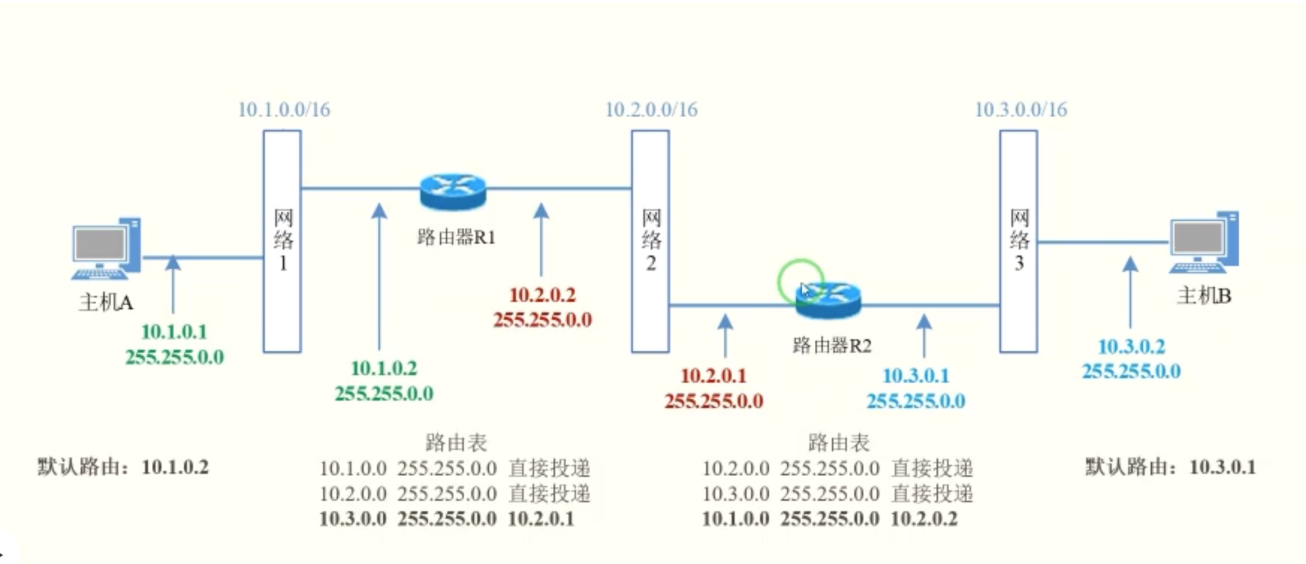 10.1.0.0/16
10.2.0.0/16
10.3.0.0/16
网络1
网络2
网络3
路由器R1
主机A
10.1.0.1
255.255.0.0
10.1.0.2
255.255.0.0
10.2.0.2
255.255.0.0
路由器R2
10.2.0.1
255.255.0.0
10.3.0.1
255.255.0.0
主机B
10.3.0.2
255.255.0.0
默认路由：10.1.0.2
路由表
10.1.0.0 255.255.0.0 直接投递
10.2.0.0 255.255.0.0 直接投递
10.3.0.0 255.255.0.0 10.2.0.1
路由表
10.2.0.0 255.255.0.0 直接投递
10.3.0.0 255.255.0.0 直接投递
10.1.0.0 255.255.0.0 10.2.0.2
默认路由：10.3.0.1